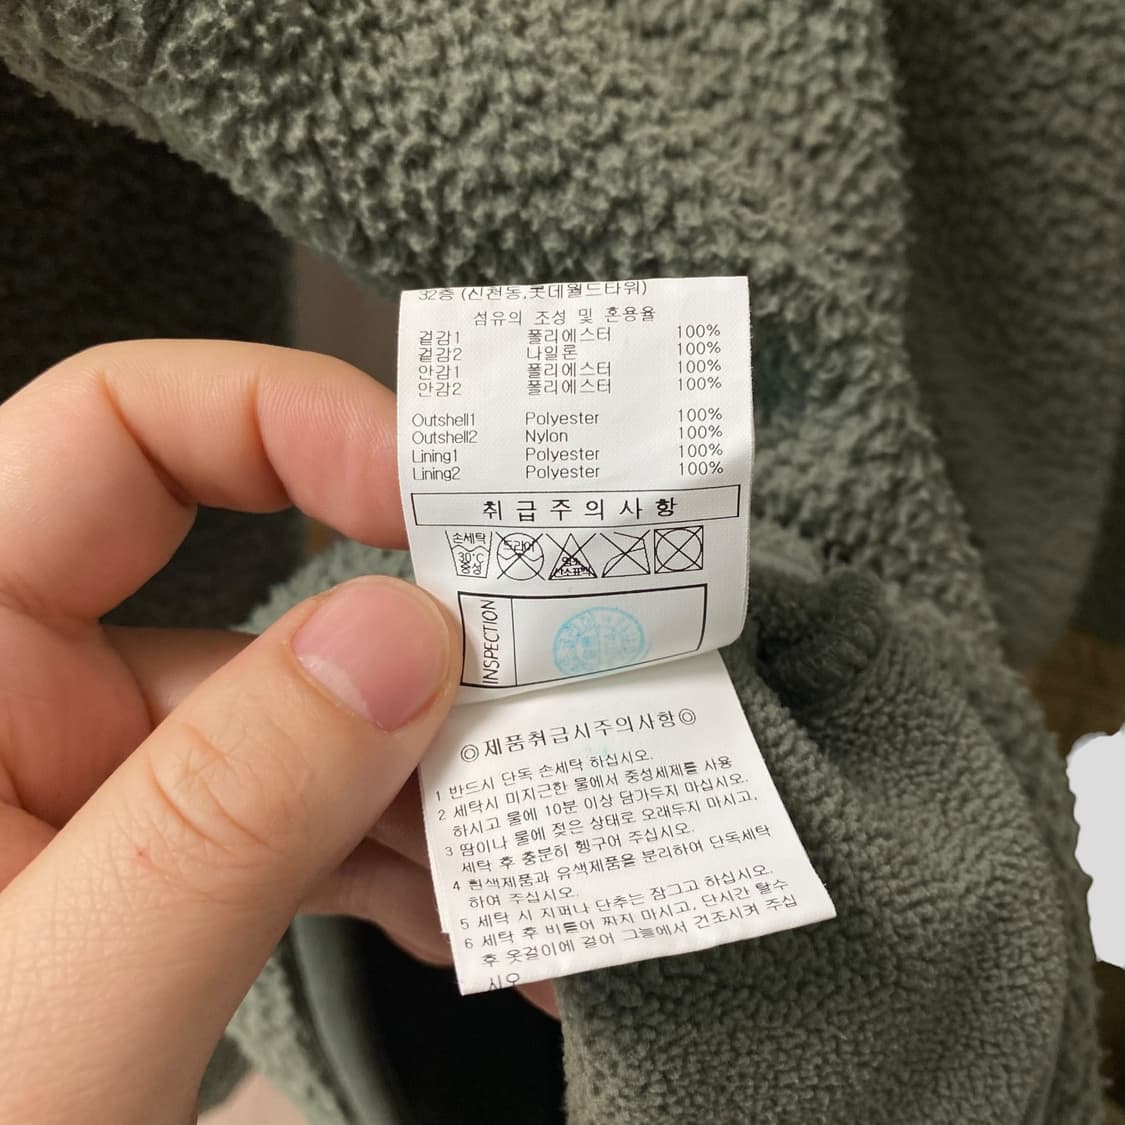 32층 (신천동,롯데월드타워)
섬유의 조성 및 혼용율
겉감1 폴리에스터 100%
겉감2 나일론 100%
안감1 폴리에스터 100%
안감2 폴리에스터 100%
Outshell1 Polyester 100%
Outshell2 Nylon 100%
Lining1 Polyester 100%
Lining2 Polyester 100%
취급주의사항
손세탁 드라이
30°C 염소
중성 산소표백
INSPECTION
◎제품취급시주의사항◎
1 반드시 단독 손세탁 하십시오.
2 세탁시 미지근한 물에서 중성세제를 사용
하시고 물에 10분 이상 담가두지 마십시오.
3 땀이나 물에 젖은 상태로 오래두지 마시고,
세탁 후 충분히 헹구어 주십시오.
4 흰색제품과 유색제품을 분리하여 단독세탁
하여 주십시오.
5 세탁 시 지퍼나 단추는 잠그고 하십시오.
6 세탁 후 비틀어 짜지 마시고, 단시간 탈수
후 옷걸이에 걸어 그늘에서 건조시켜 주십
시오